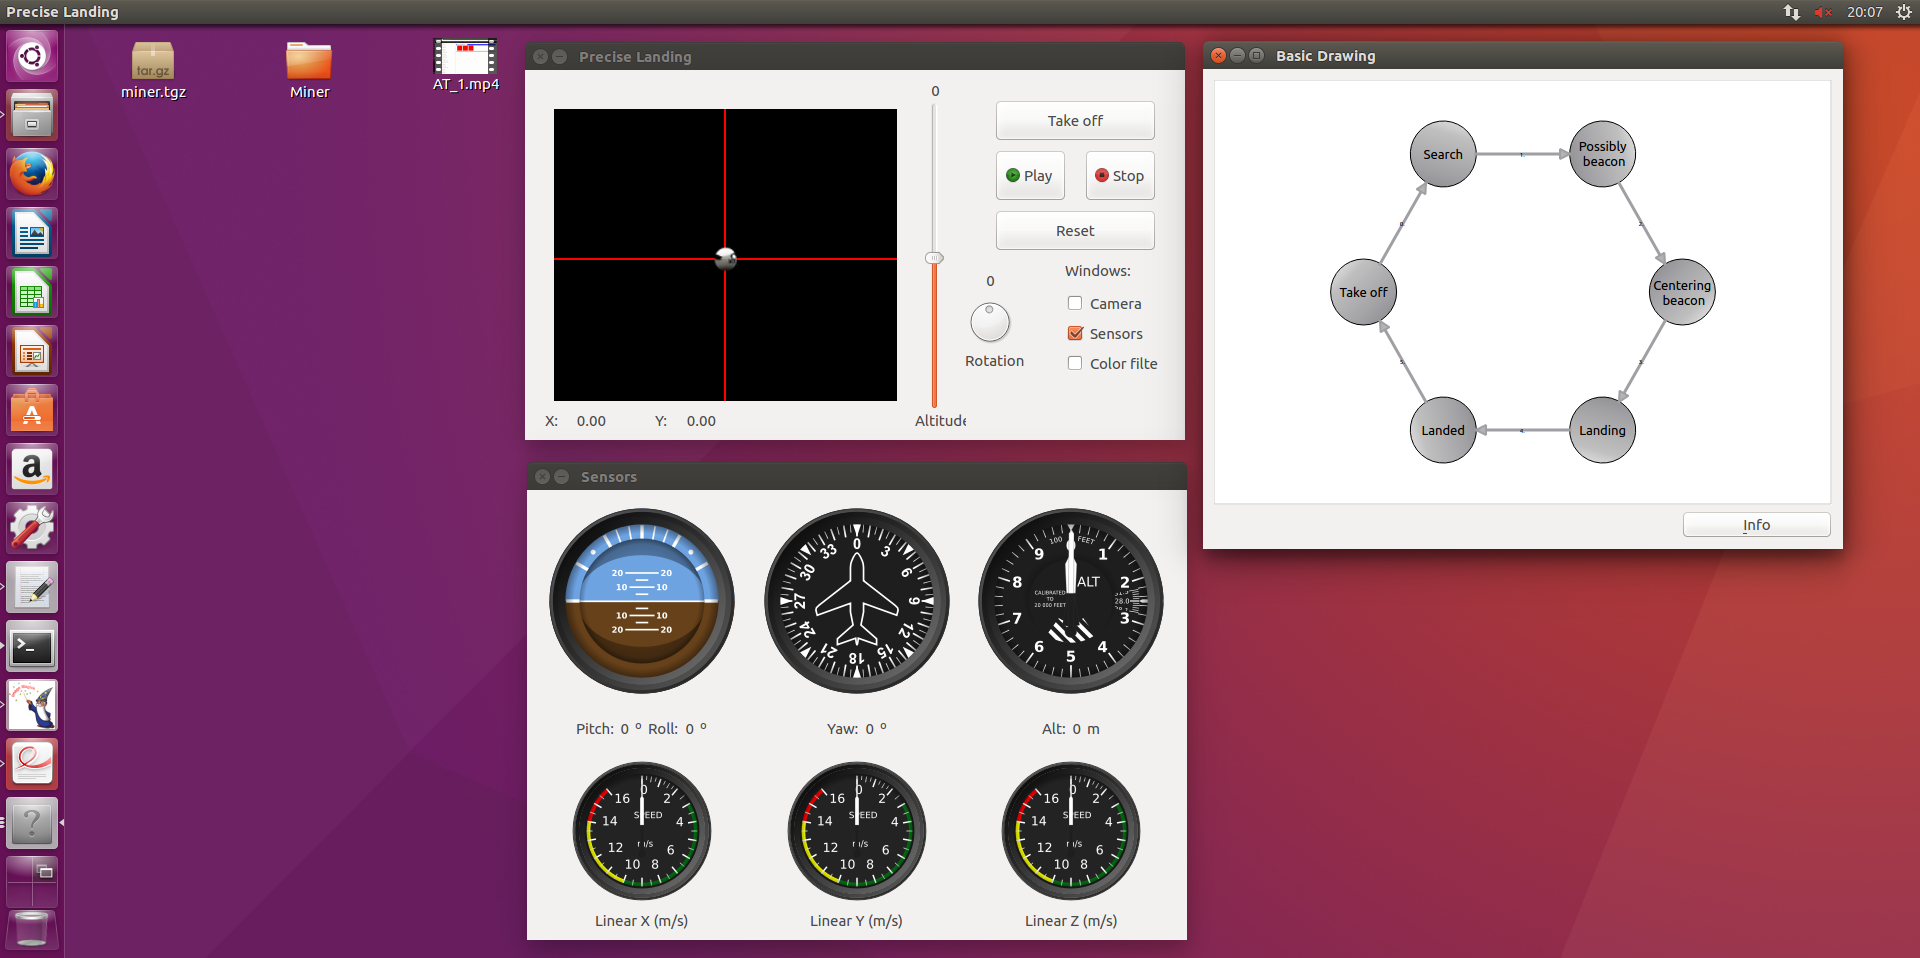 Precise Landing
20:07
tar.gz
miner.tgz
Miner
AT_1.mp4
Precise Landing
0
Take off
Play
Stop
Reset
Windows:
0
Camera
Sensors
Rotation
Color filte
X: 0.00 Y: 0.00
Altitude
Basic Drawing
Search
Possibly
beacon
Take off
Centering
beacon
Landed
Landing
Info
Sensors
20 20
10 10
10 10
20 20
0
3
6
9
12
15
18
21
24
27
30
33
100 FEET
9
1
8
ALT
2
CALIBRATED
TO
20 000 FEET
28.0
7
3
6
4
5
Pitch: 0 º Roll: 0 º
Yaw: 0 º
Alt: 0 m
0
2
4
6
8
10
12
14
16
SPEED
m/s
0
2
4
6
8
10
12
14
16
SPEED
m/s
0
2
4
6
8
10
12
14
16
SPEED
m/s
Linear X (m/s)
Linear Y (m/s)
Linear Z (m/s)